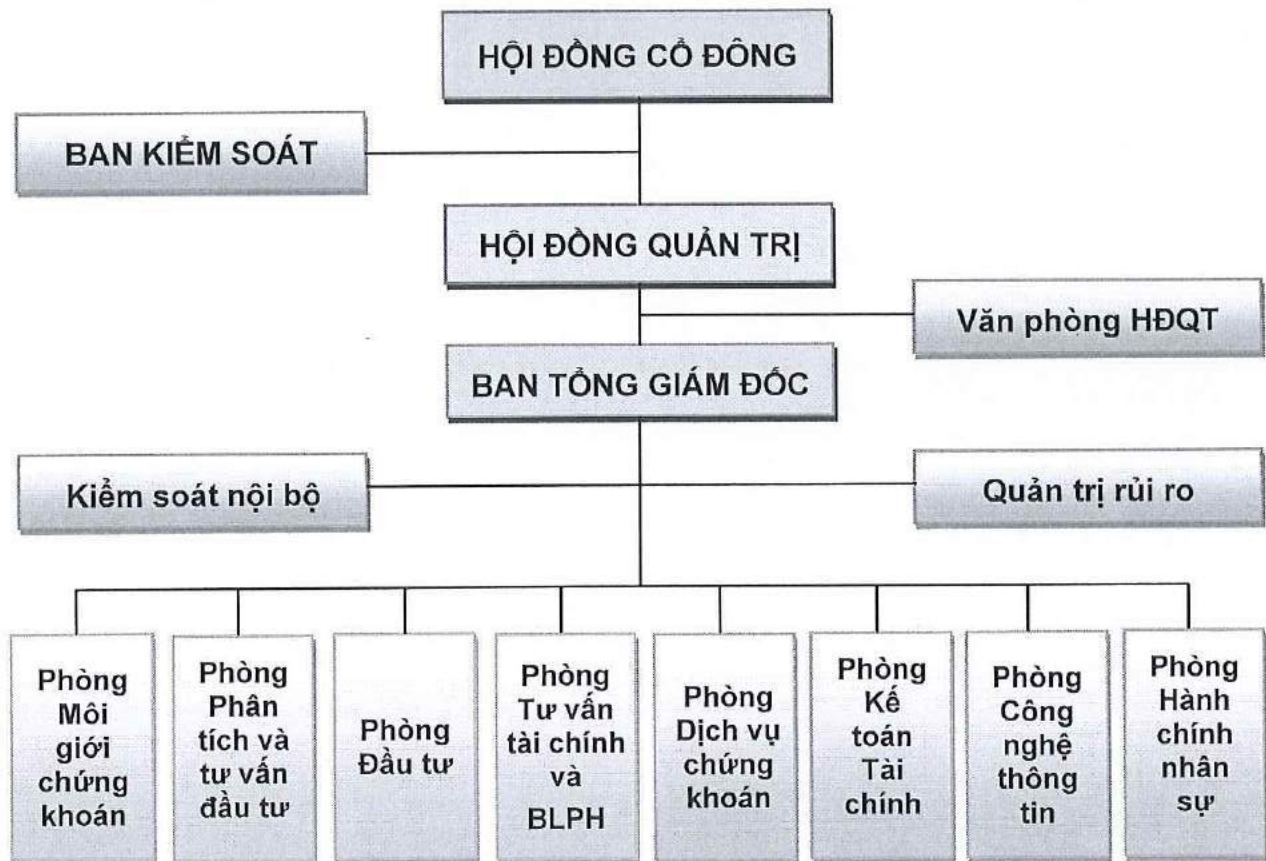 HỘI ĐỒNG CỔ ĐÔNG
BAN KIỂM SOÁT
HỘI ĐỒNG QUẢN TRỊ
Văn phòng HĐQT
BAN TỔNG GIÁM ĐỐC
Kiểm soát nội bộ
Quản trị rủi ro
Phòng
Môi
giới
chứng
khoán
Phòng
Phân
tích và
tư vấn
đầu tư
Phòng
Đầu tư
Phòng
Tư vấn
tài chính
và
BLPH
Phòng
Dịch vụ
chứng
khoán
Phòng
Kế
toán
Tài
chính
Phòng
Công
nghệ
thông
tin
Phòng
Hành
chính
nhân
sự